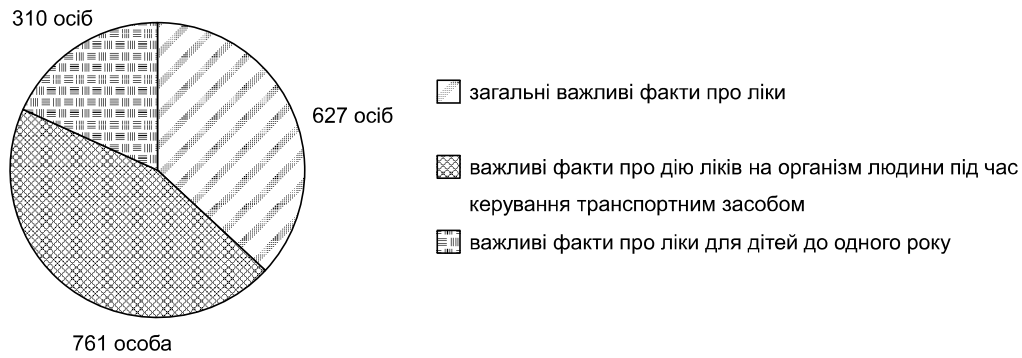 310 осіб
627 осіб
761 особа
загальні важливі факти про ліки
важливі факти про дію ліків на організм людини під час
керування транспортним засобом
важливі факти про ліки для дітей до одного року